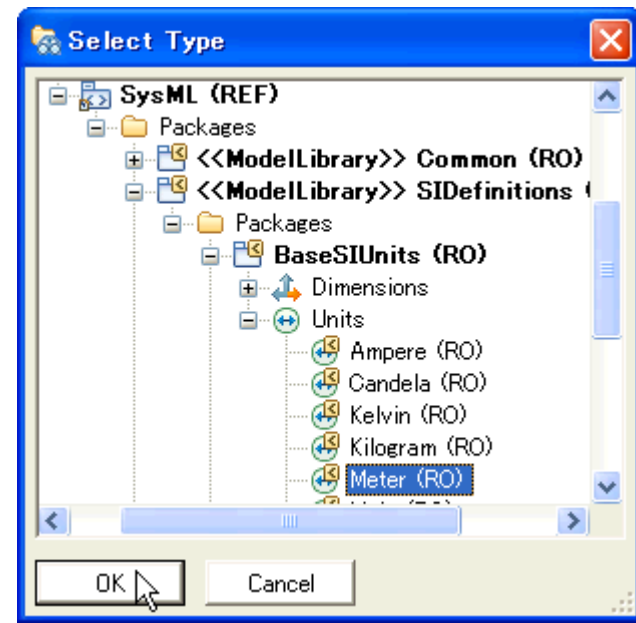 Select Type
SysML (REF)
Packages
<<ModelLibrary>> Common (RO)
<<ModelLibrary>> SIDefinitions (
Packages
BaseSIUnits (RO)
Dimensions
Units
Ampere (RO)
Candela (RO)
Kelvin (RO)
Kilogram (RO)
Meter (RO)
OK
Cancel